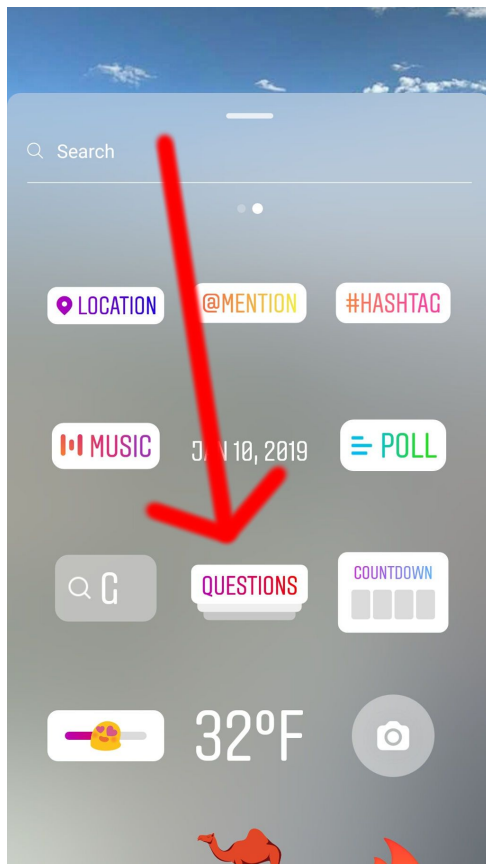 Search
LOCATION
@MENTION
#HASHTAG
MUSIC
JAN 10, 2019
POLL
G
QUESTIONS
COUNTDOWN
32°F